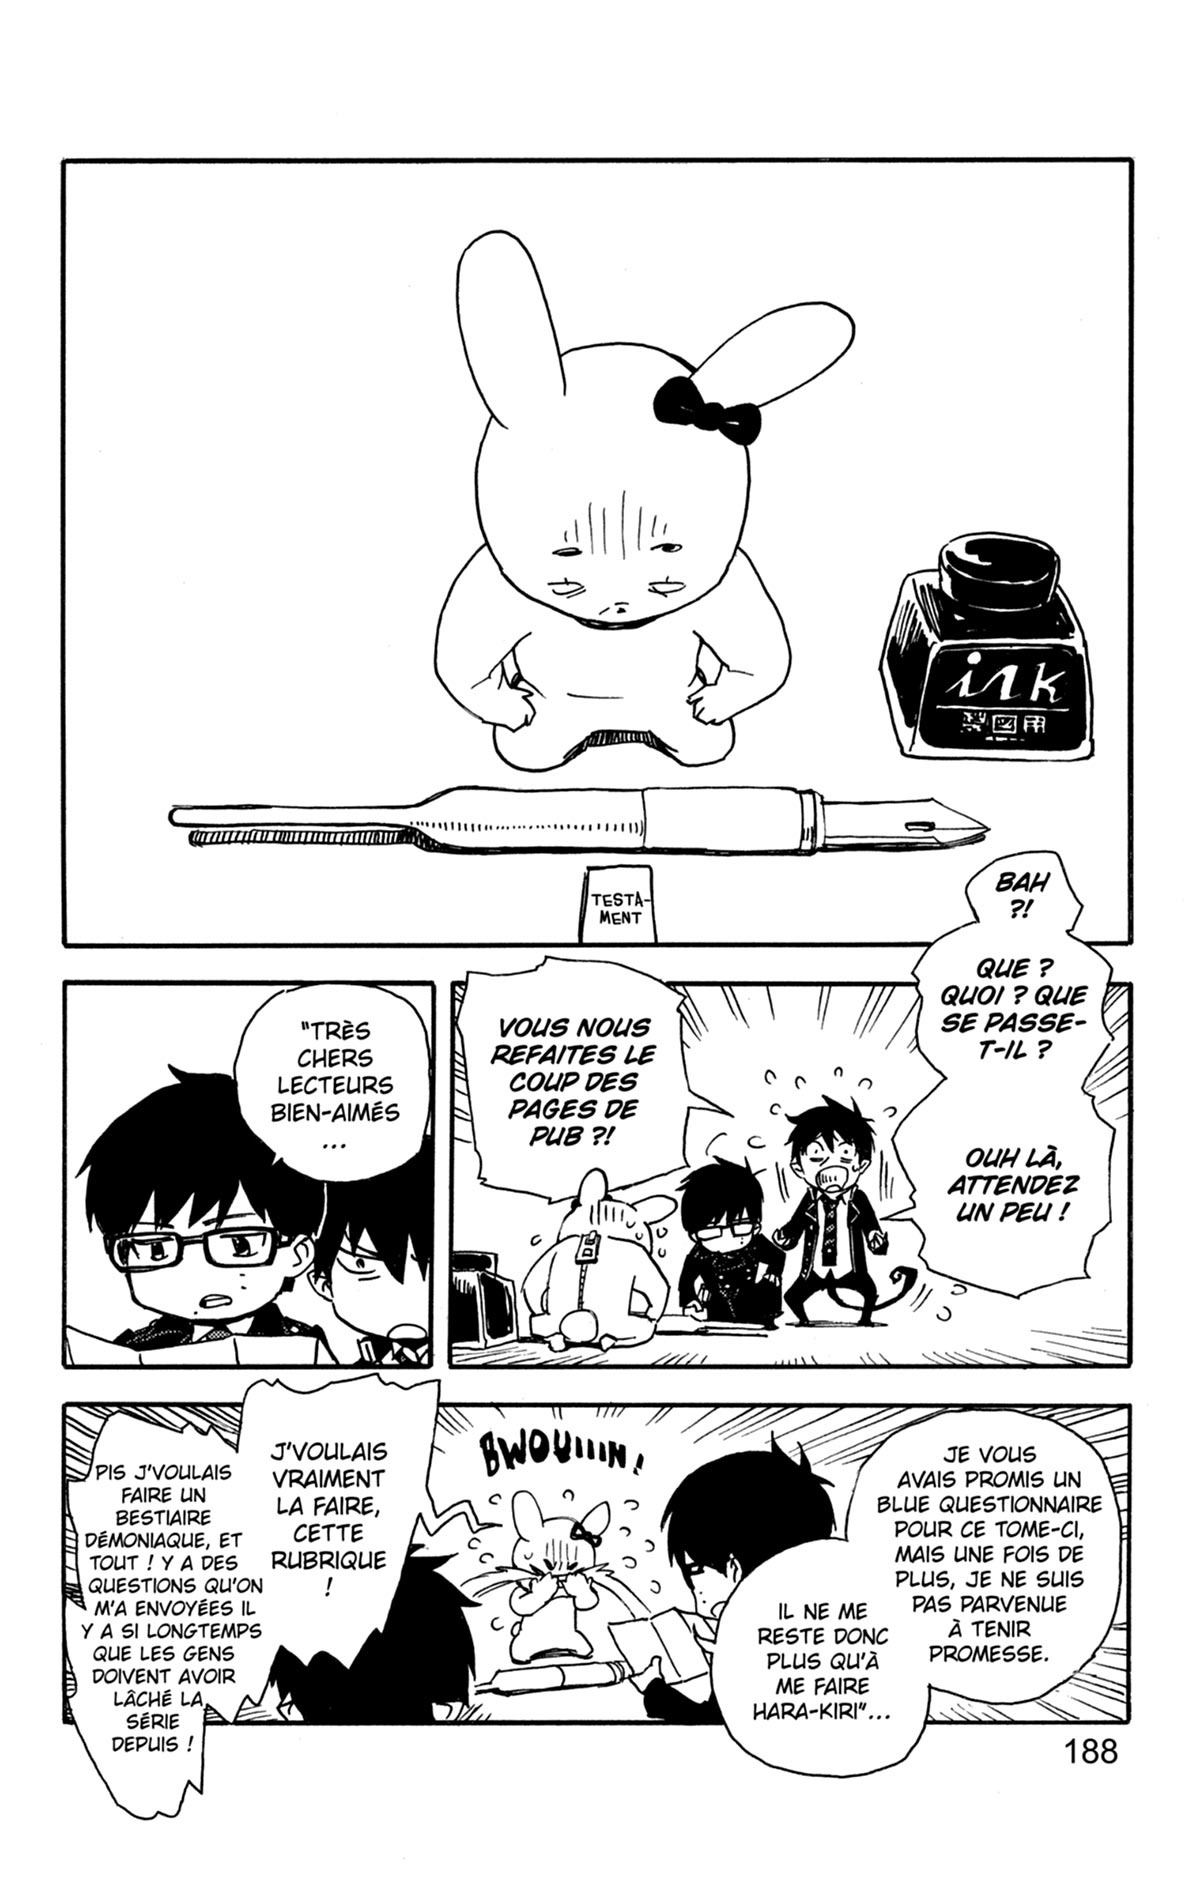 ink
TESTA-
MENT
BAH
?!
QUE ?
QUOI ? QUE
SE PASSE-
T-IL ?
OUH LÀ,
ATTENDEZ
UN PEU !
VOUS NOUS
REFAITES LE
COUP DES
PAGES DE
PUB ?!
"TRÈS
CHERS
LECTEURS
BIEN-AIMÉS
...
JE VOUS
AVAIS PROMIS UN
BLUE QUESTIONNAIRE
POUR CE TOME-CI,
MAIS UNE FOIS DE
PLUS, JE NE SUIS
PAS PARVENUE
À TENIR
PROMESSE.
IL NE ME
RESTE DONC
PLUS QU'À
ME FAIRE
HARA-KIRI"...
BWOUIIIN !
J'VOULAIS
VRAIMENT
LA FAIRE,
CETTE
RUBRIQUE
!
PIS J'VOULAIS
FAIRE UN
BESTIAIRE
DÉMONIAQUE, ET
TOUT ! Y A DES
QUESTIONS QU'ON
M'A ENVOYÉES IL
Y A SI LONGTEMPS
QUE LES GENS
DOIVENT AVOIR
LÂCHÉ LA
SÉRIE
DEPUIS !
188